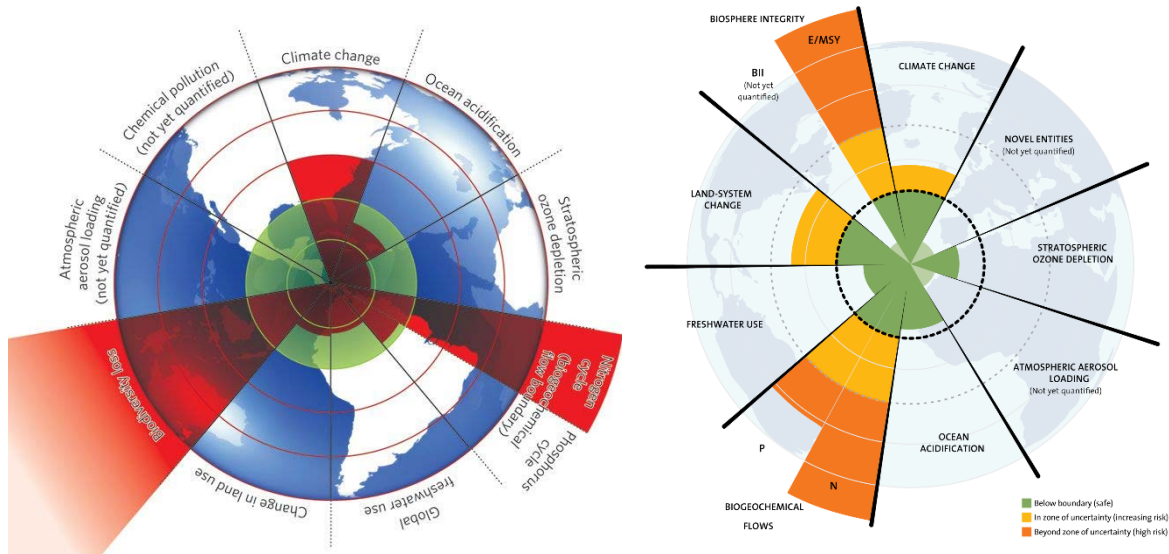 Climate change
Ocean acidification
Stratospheric
ozone depletion
Nitrogen
cycle
(biogeochemical
flow boundary)
Phosphorus
cycle
Global
freshwater use
Change in land use
Biodiversity loss
Atmospheric
aerosol loading
(not yet quantified)
Chemical pollution
(not yet quantified)
BIOSPHERE INTEGRITY
E/MSY
BII
(Not yet
quantified)
CLIMATE CHANGE
NOVEL ENTITIES
(Not yet quantified)
STRATOSPHERIC
OZONE DEPLETION
ATMOSPHERIC AEROSOL
LOADING
(Not yet quantified)
OCEAN
ACIDIFICATION
BIOGEOCHEMICAL
FLOWS
N
P
FRESHWATER USE
LAND-SYSTEM
CHANGE
Below boundary (safe)
In zone of uncertainty (increasing risk)
Beyond zone of uncertainty (high risk)